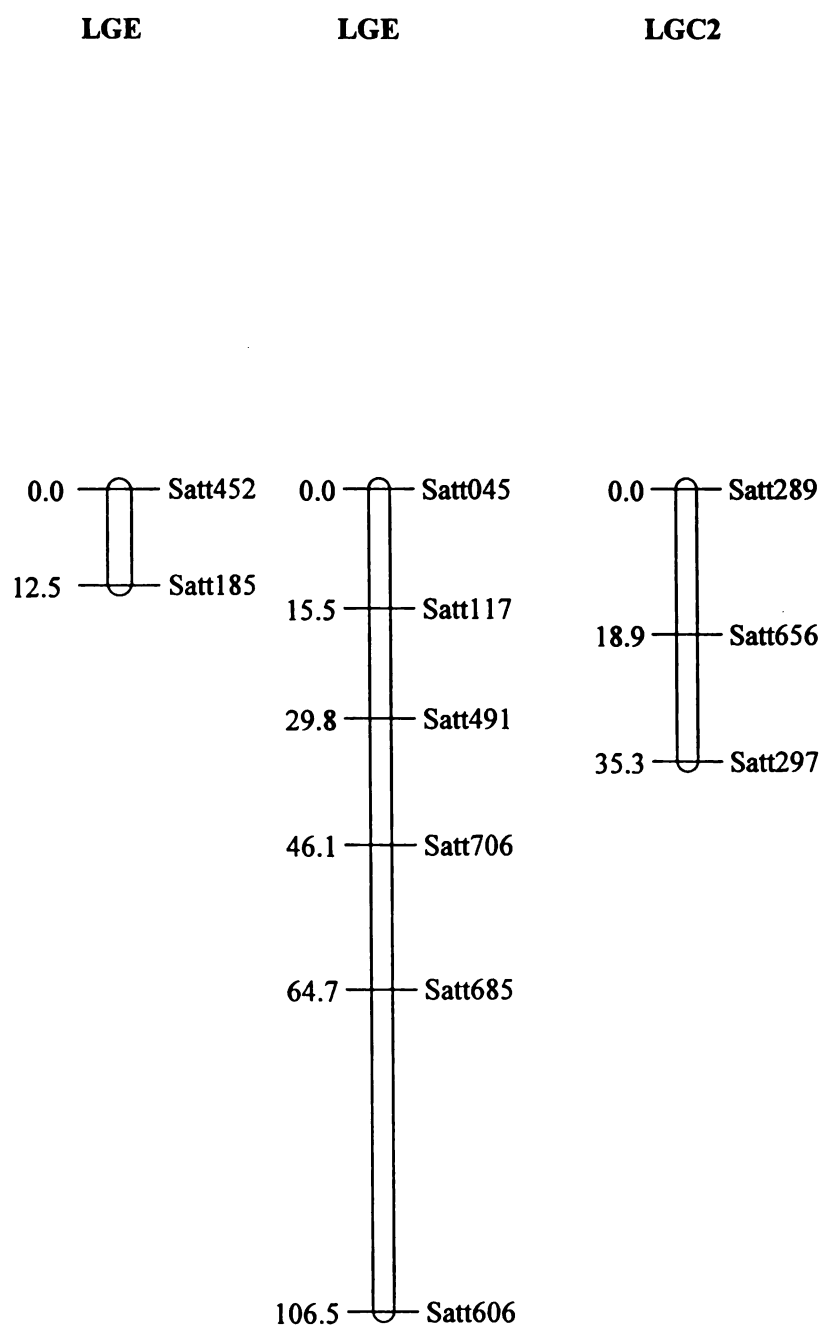 LGE LGE LGC2
0.0 Satt452 0.0 Satt045 0.0 Satt289
12.5 Satt185
15.5 Satt117
18.9 Satt656
29.8 Satt491
35.3 Satt297
46.1 Satt706
64.7 Satt685
106.5 Satt606